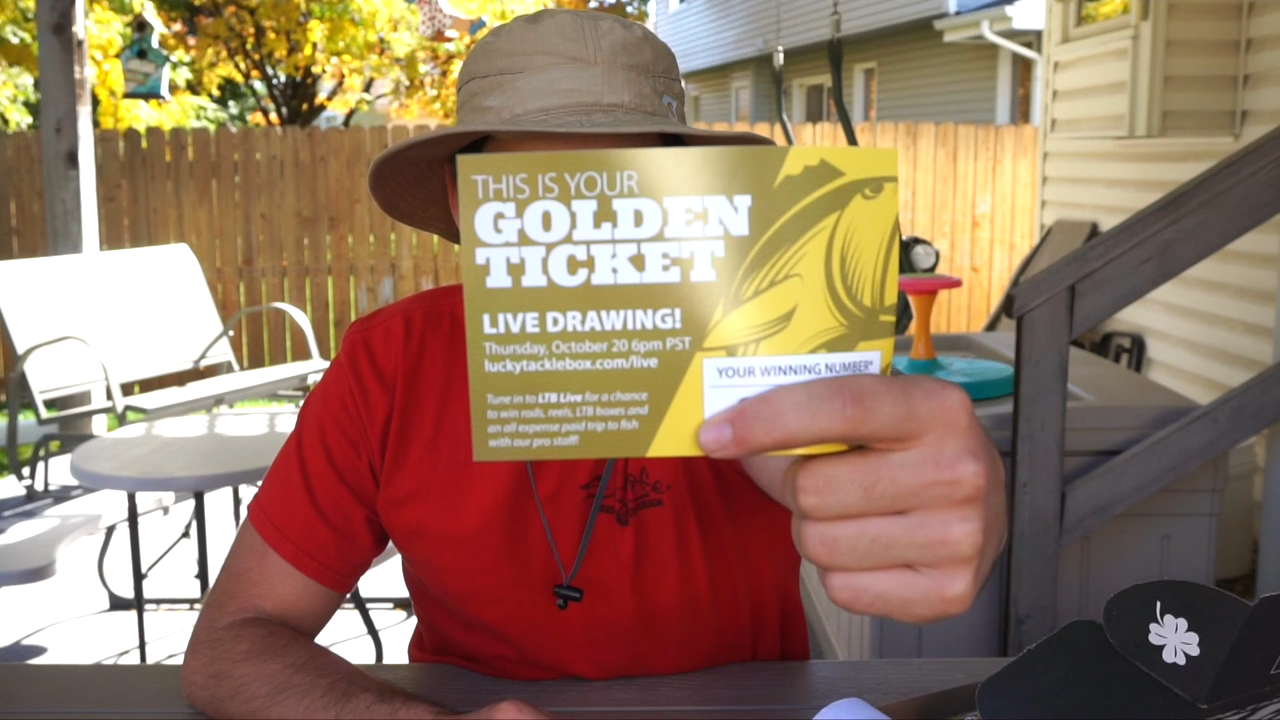 THIS IS YOUR
GOLDEN
TICKET
LIVE DRAWING!
Thursday, October 20 6pm PST
luckytacklebox.com/live
Tune in to LTB Live for a chance
to win rods, reels, LTB boxes and
an all expense paid trip to fish
with our pro staff!
YOUR WINNING NUMBER*